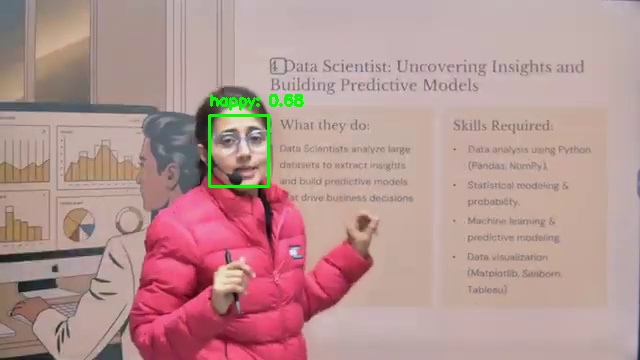 happy: 0.68
4 Data Scientist: Uncovering Insights and
Building Predictive Models
What they do:
Data Scientists analyze large
datasets to extract insights
and build predictive models
that drive business decisions
Skills Required:
• Data analysis using Python
(Pandas, NumPy).
• Statistical modeling &
probability.
• Machine learning &
predictive modeling
• Data visualization
(Matplotlib, Seaborn,
Tableau)